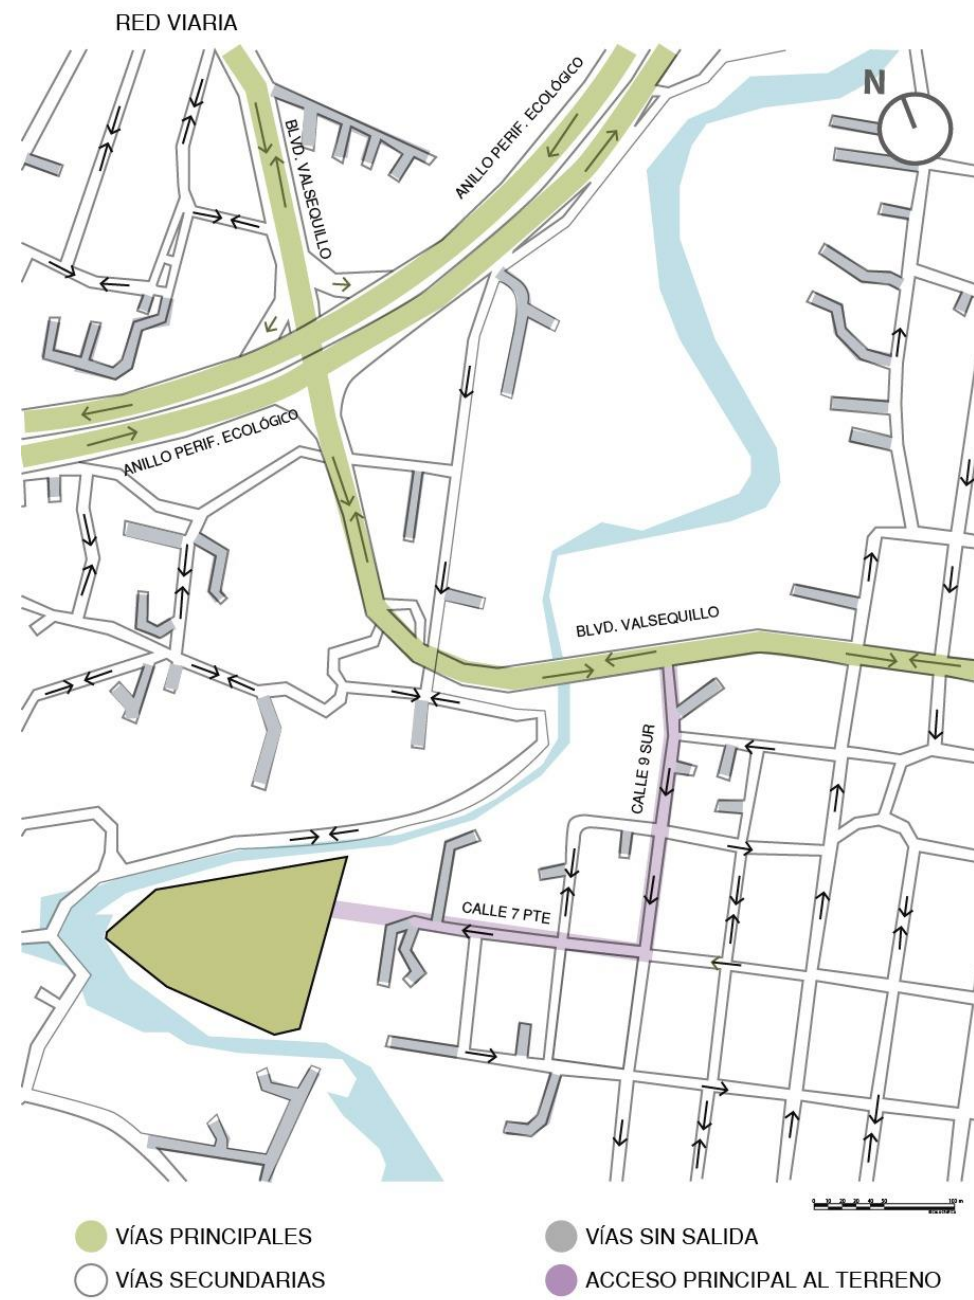 RED VIARIA
N
ANILLO PERIF. ECOLÓGICO
BLVD. VALSEQUILLO
ANILLO PERIF. ECOLÓGICO
BLVD. VALSEQUILLO
CALLE 9 SUR
CALLE 7 PTE
VÍAS PRINCIPALES
VÍAS SIN SALIDA
VÍAS SECUNDARIAS
ACCESO PRINCIPAL AL TERRENO